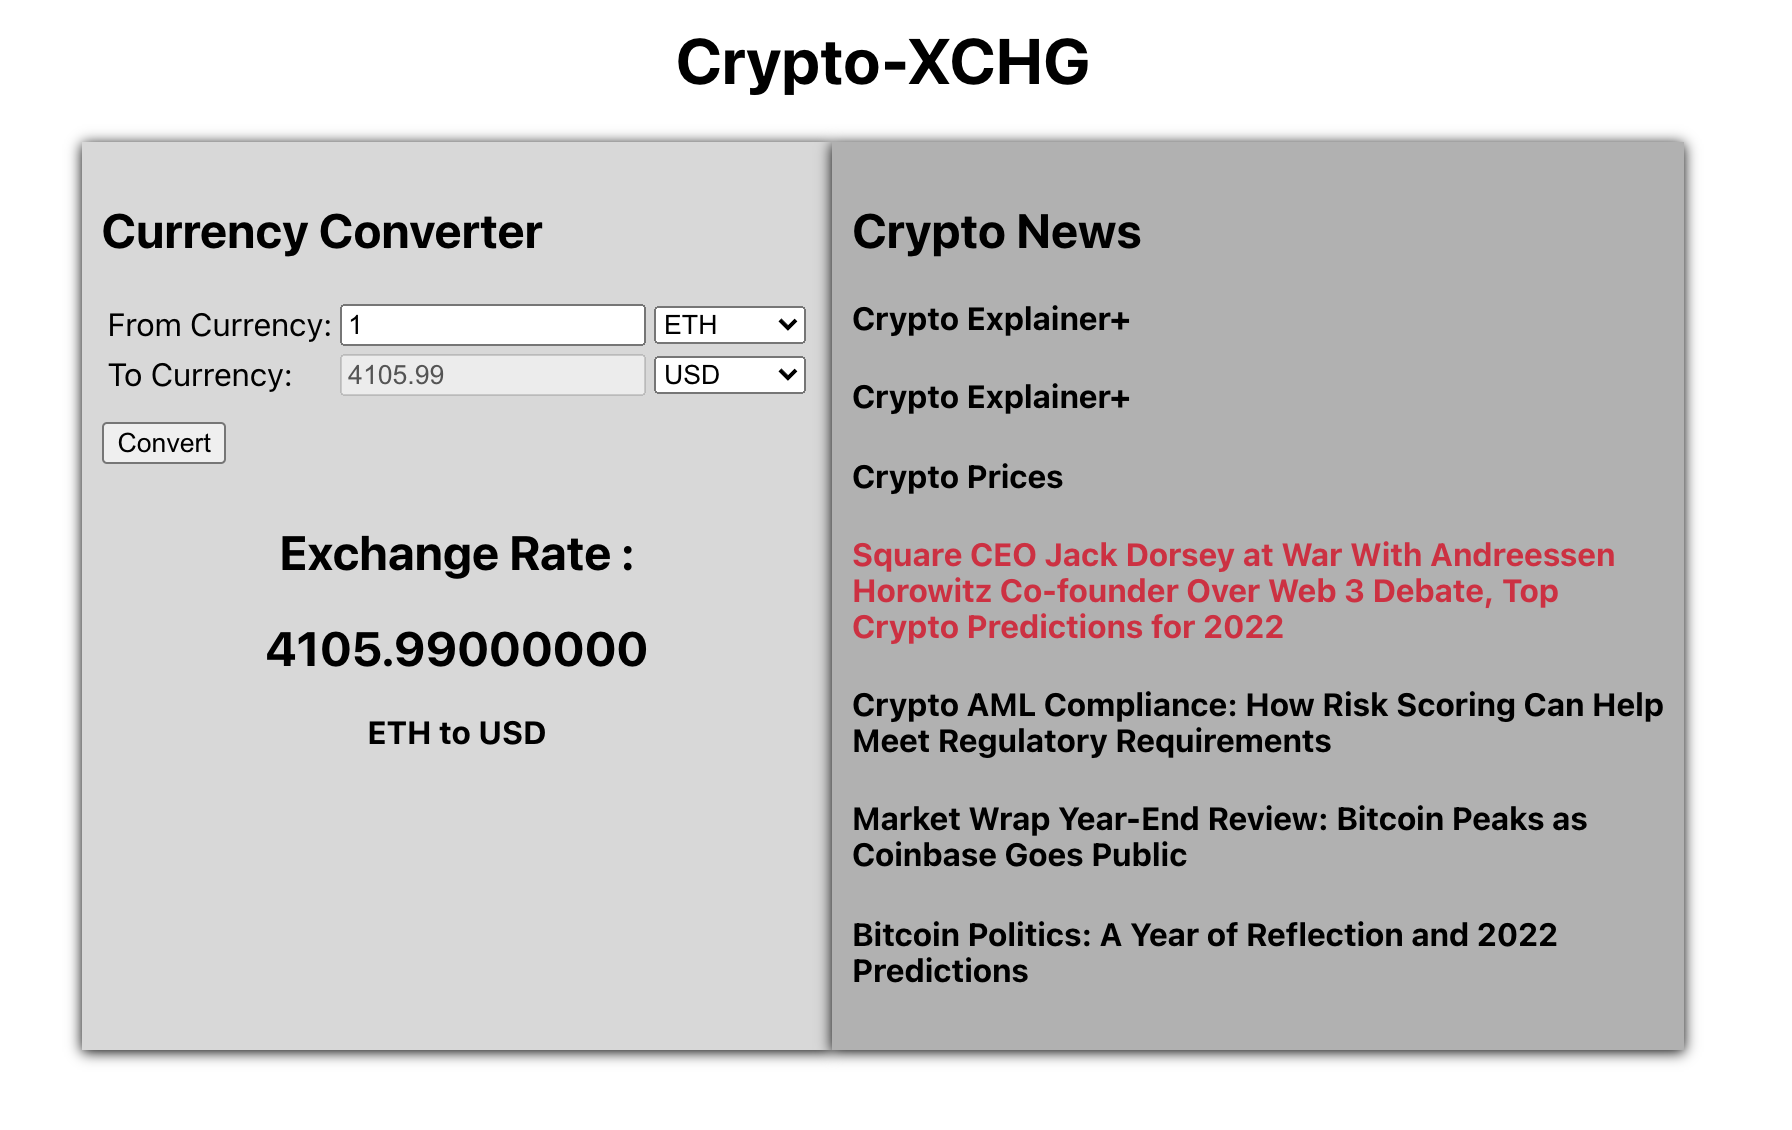 Crypto-XCHG
Currency Converter
From Currency: 1 ETH
To Currency: 4105.99 USD
Convert
Exchange Rate :
4105.99000000
ETH to USD
Crypto News
Crypto Explainer+
Crypto Explainer+
Crypto Prices
Square CEO Jack Dorsey at War With Andreessen
Horowitz Co-founder Over Web 3 Debate, Top
Crypto Predictions for 2022
Crypto AML Compliance: How Risk Scoring Can Help
Meet Regulatory Requirements
Market Wrap Year-End Review: Bitcoin Peaks as
Coinbase Goes Public
Bitcoin Politics: A Year of Reflection and 2022
Predictions